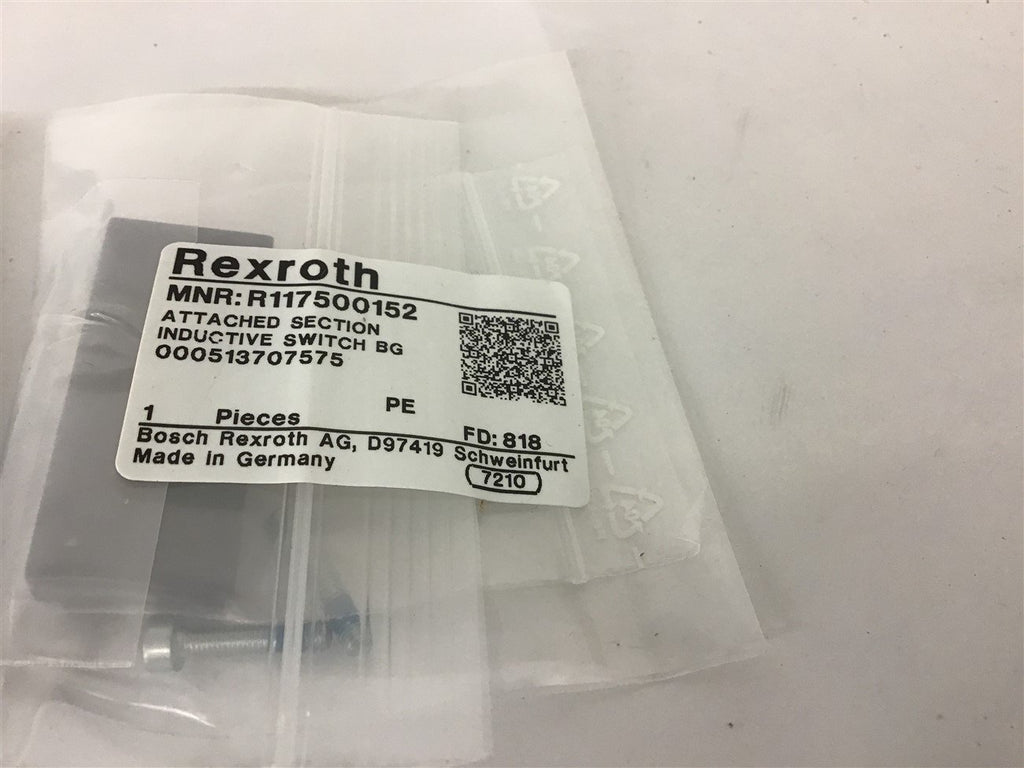 Rexroth
MNR: R117500152
ATTACHED SECTION
INDUCTIVE SWITCH BG
000513707575
1 Pieces PE FD: 818
Bosch Rexroth AG, D97419 Schweinfurt
Made in Germany 7210